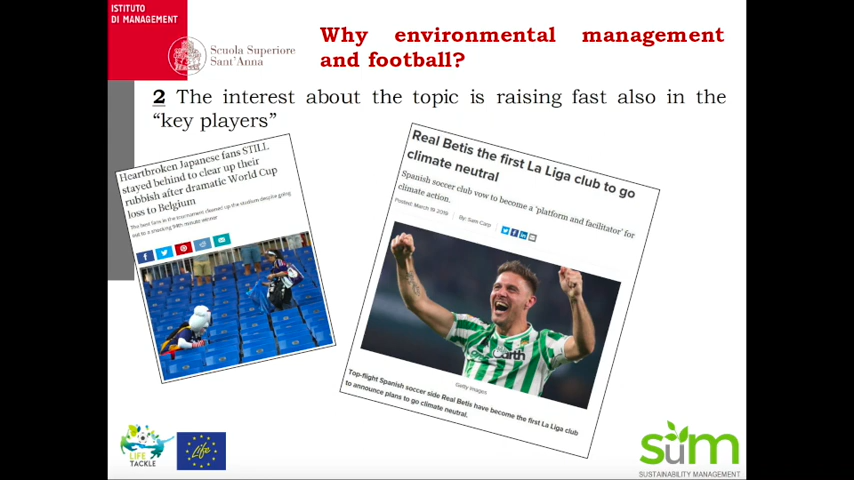 ISTITUTO
DI MANAGEMENT
Scuola Superiore
Sant'Anna
Why environmental management
and football?
2 The interest about the topic is raising fast also in the
“key players”
Heartbroken Japanese fans STILL
stayed behind to clear up their
rubbish after dramatic World Cup
loss to Belgium
The best fans in the tournament cleaned up the stadium despite going
out to a shocking 94th minute winner
Real Betis the first La Liga club to go
climate neutral
Spanish soccer club vow to become a 'platform and facilitator' for
climate action.
Posted: March 19 2019
By: Sam Carp
Earth
Getty Images
Top-flight Spanish soccer side Real Betis have become the first La Liga club
to announce plans to go climate neutral.
LIFE
TACKLE
Life
sum
SUSTAINABILITY MANAGEMENT